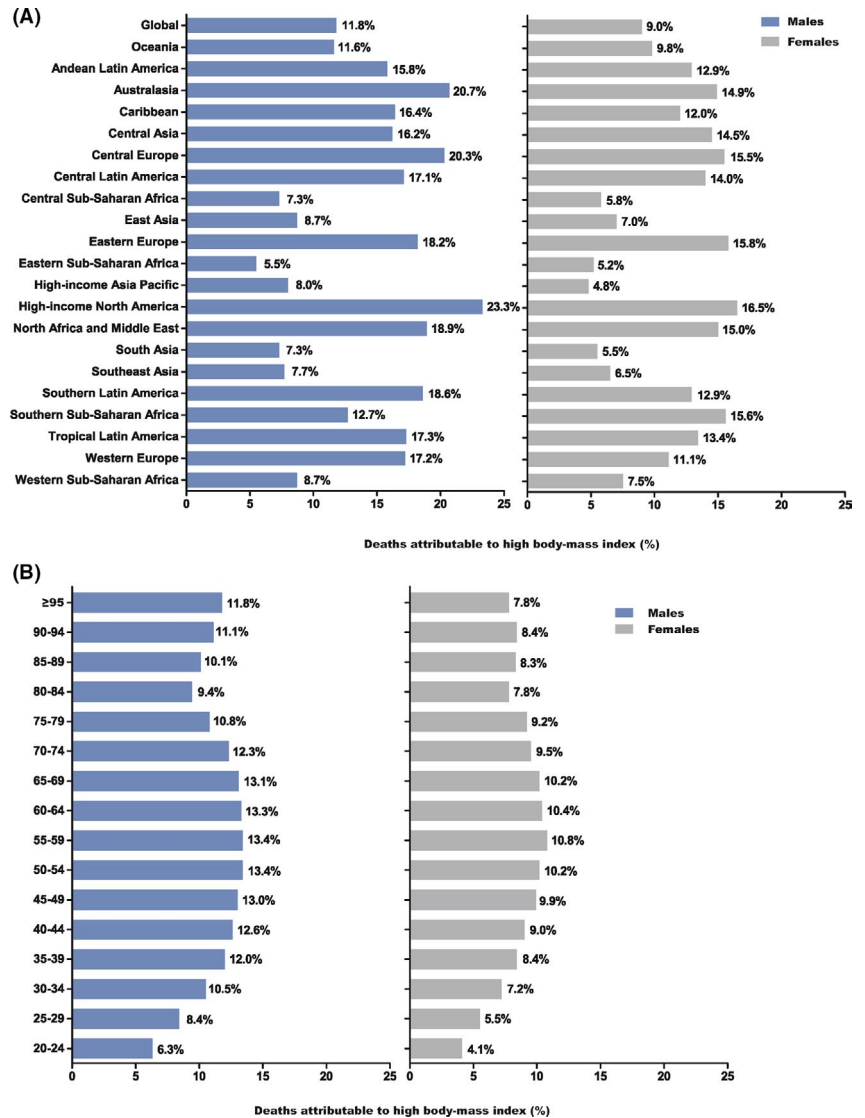 (A)
Males
Females
Global 11.8% 9.0%
Oceania 11.6% 9.8%
Andean Latin America 15.8% 12.9%
Australasia 20.7% 14.9%
Caribbean 16.4% 12.0%
Central Asia 16.2% 14.5%
Central Europe 20.3% 15.5%
Central Latin America 17.1% 14.0%
Central Sub-Saharan Africa 7.3% 5.8%
East Asia 8.7% 7.0%
Eastern Europe 18.2% 15.8%
Eastern Sub-Saharan Africa 5.5% 5.2%
High-income Asia Pacific 8.0% 4.8%
High-income North America 23.3% 16.5%
North Africa and Middle East 18.9% 15.0%
South Asia 7.3% 5.5%
Southeast Asia 7.7% 6.5%
Southern Latin America 18.6% 12.9%
Southern Sub-Saharan Africa 12.7% 15.6%
Tropical Latin America 17.3% 13.4%
Western Europe 17.2% 11.1%
Western Sub-Saharan Africa 8.7% 7.5%
0 5 10 15 20 25 0 5 10 15 20 25
Deaths attributable to high body-mass index (%)
(B)
Males
Females
≥95 11.8% 7.8%
90-94 11.1% 8.4%
85-89 10.1% 8.3%
80-84 9.4% 7.8%
75-79 10.8% 9.2%
70-74 12.3% 9.5%
65-69 13.1% 10.2%
60-64 13.3% 10.4%
55-59 13.4% 10.8%
50-54 13.4% 10.2%
45-49 13.0% 9.9%
40-44 12.6% 9.0%
35-39 12.0% 8.4%
30-34 10.5% 7.2%
25-29 8.4% 5.5%
20-24 6.3% 4.1%
0 5 10 15 20 25 0 5 10 15 20 25
Deaths attributable to high body-mass index (%)